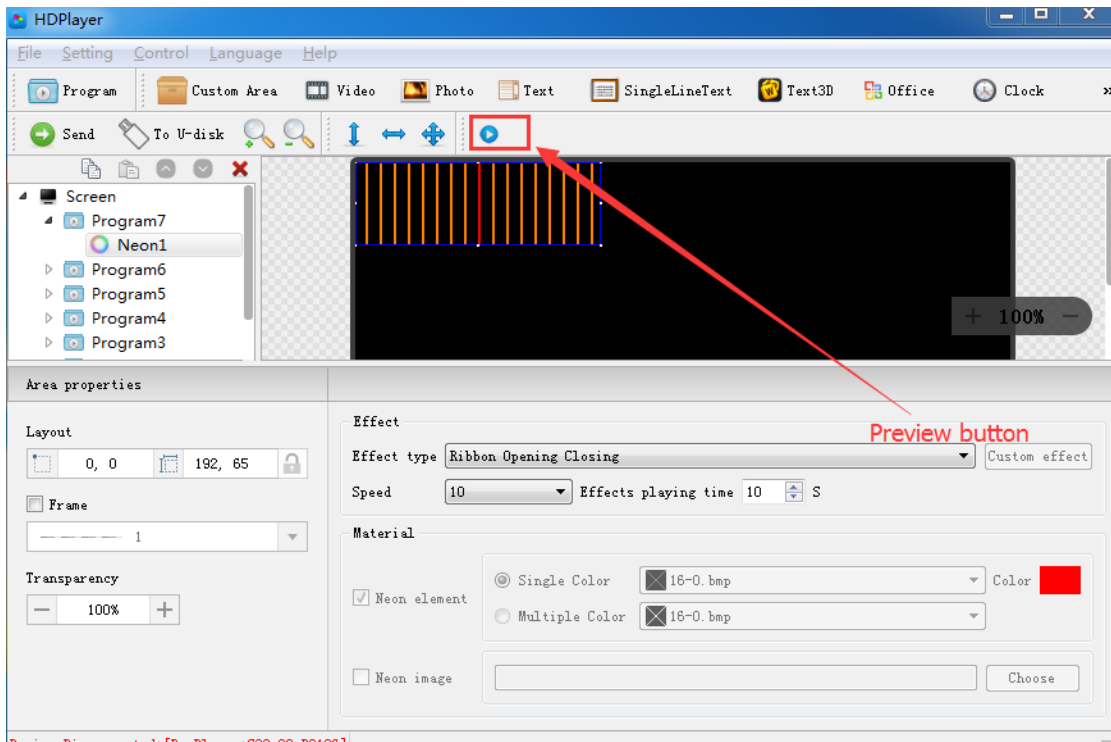 HDPlayer
File Setting Control Language Help
Program Custom Area Video Photo Text SingleLineText Text3D Office Clock »
Send To U-disk
Screen
Program7
Neon1
Program6
Program5
Program4
Program3
+ 100% −
Area properties
Layout
0, 0 192, 65
Frame
1
Transparency
100%
Effect
Preview button
Effect type Ribbon Opening Closing Custom effect
Speed 10 Effects playing time 10 S
Material
Neon element
Single Color 16-0.bmp Color
Multiple Color 16-0.bmp
Neon image Choose